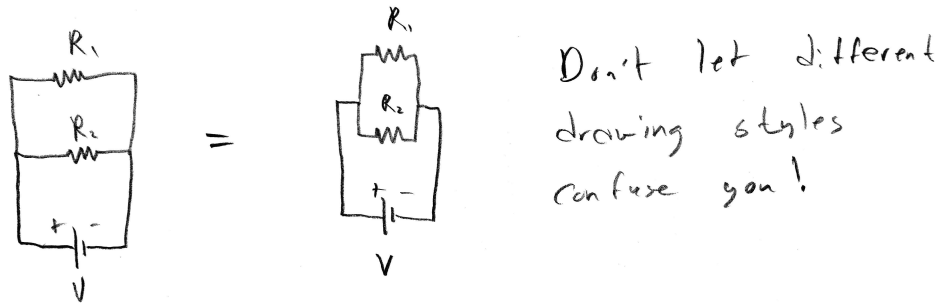 R₁
R₂
+ -
V
=
R₁
R₂
+ -
V
Don't let different
drawing styles
confuse you!